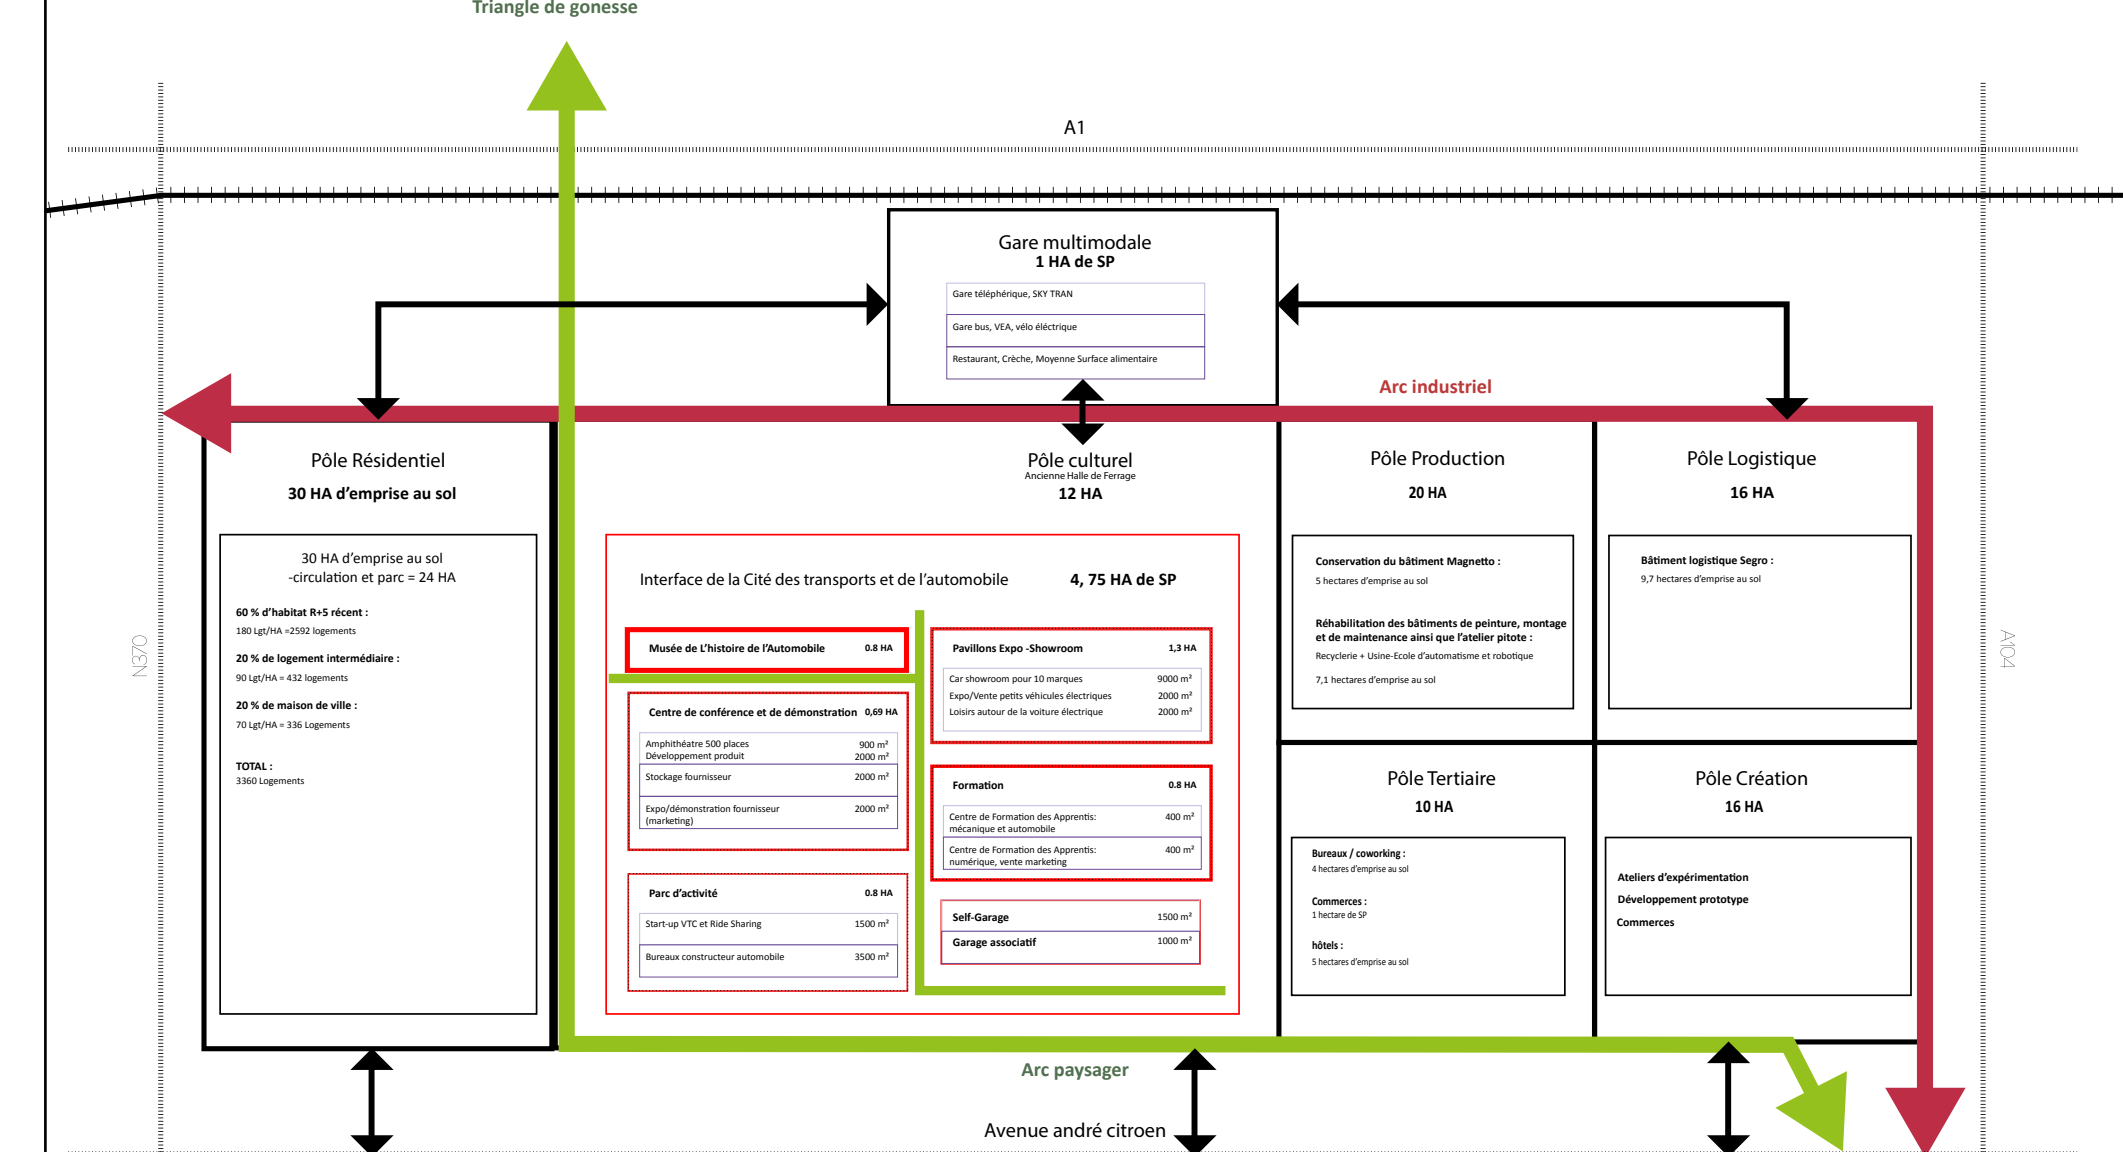 Triangle de gonesse
A1
Gare multimodale
1 HA de SP
Gare téléphérique, SKY TRAN
Gare bus, VEA, vélo éléctrique
Restaurant, Crèche, Moyenne Surface alimentaire
Arc industriel
N370
A104
Pôle Résidentiel
30 HA d’emprise au sol
30 HA d’emprise au sol
-circulation et parc = 24 HA
60 % d’habitat R+5 récent :
180 Lgt/HA =2592 logements
20 % de logement intermédiaire :
90 Lgt/HA = 432 logements
20 % de maison de ville :
70 Lgt/HA = 336 Logements
TOTAL :
3360 Logements
Pôle culturel
Ancienne Halle de Ferrage
12 HA
Interface de la Cité des transports et de l’automobile 4, 75 HA de SP
Musée de L’histoire de l’Automobile 0.8 HA
Centre de conférence et de démonstration 0,69 HA
Amphithéatre 500 places 900 m²
Développement produit 2000 m²
Stockage fournisseur 2000 m²
Expo/démonstration fournisseur 2000 m²
(marketing)
Parc d’activité 0.8 HA
Start-up VTC et Ride Sharing 1500 m²
Bureaux constructeur automobile 3500 m²
Pavillons Expo -Showroom 1,3 HA
Car showroom pour 10 marques 9000 m²
Expo/Vente petits véhicules électriques 2000 m²
Loisirs autour de la voiture électrique 2000 m²
Formation 0.8 HA
Centre de Formation des Apprentis: 400 m²
mécanique et automobile
Centre de Formation des Apprentis: 400 m²
numérique, vente marketing
Self-Garage 1500 m²
Garage associatif 1000 m²
Pôle Production
20 HA
Conservation du bâtiment Magnetto :
5 hectares d’emprise au sol
Réhabilitation des bâtiments de peinture, montage
et de maintenance ainsi que l’atelier pitote :
Recyclerie + Usine-Ecole d’automatisme et robotique
7,1 hectares d’emprise au sol
Pôle Logistique
16 HA
Bâtiment logistique Segro :
9,7 hectares d’emprise au sol
Pôle Tertiaire
10 HA
Bureaux / coworking :
4 hectares d’emprise au sol
Commerces :
1 hectare de SP
hôtels :
5 hectares d’emprise au sol
Pôle Création
16 HA
Ateliers d’expérimentation
Développement prototype
Commerces
Arc paysager
Avenue andré citroen